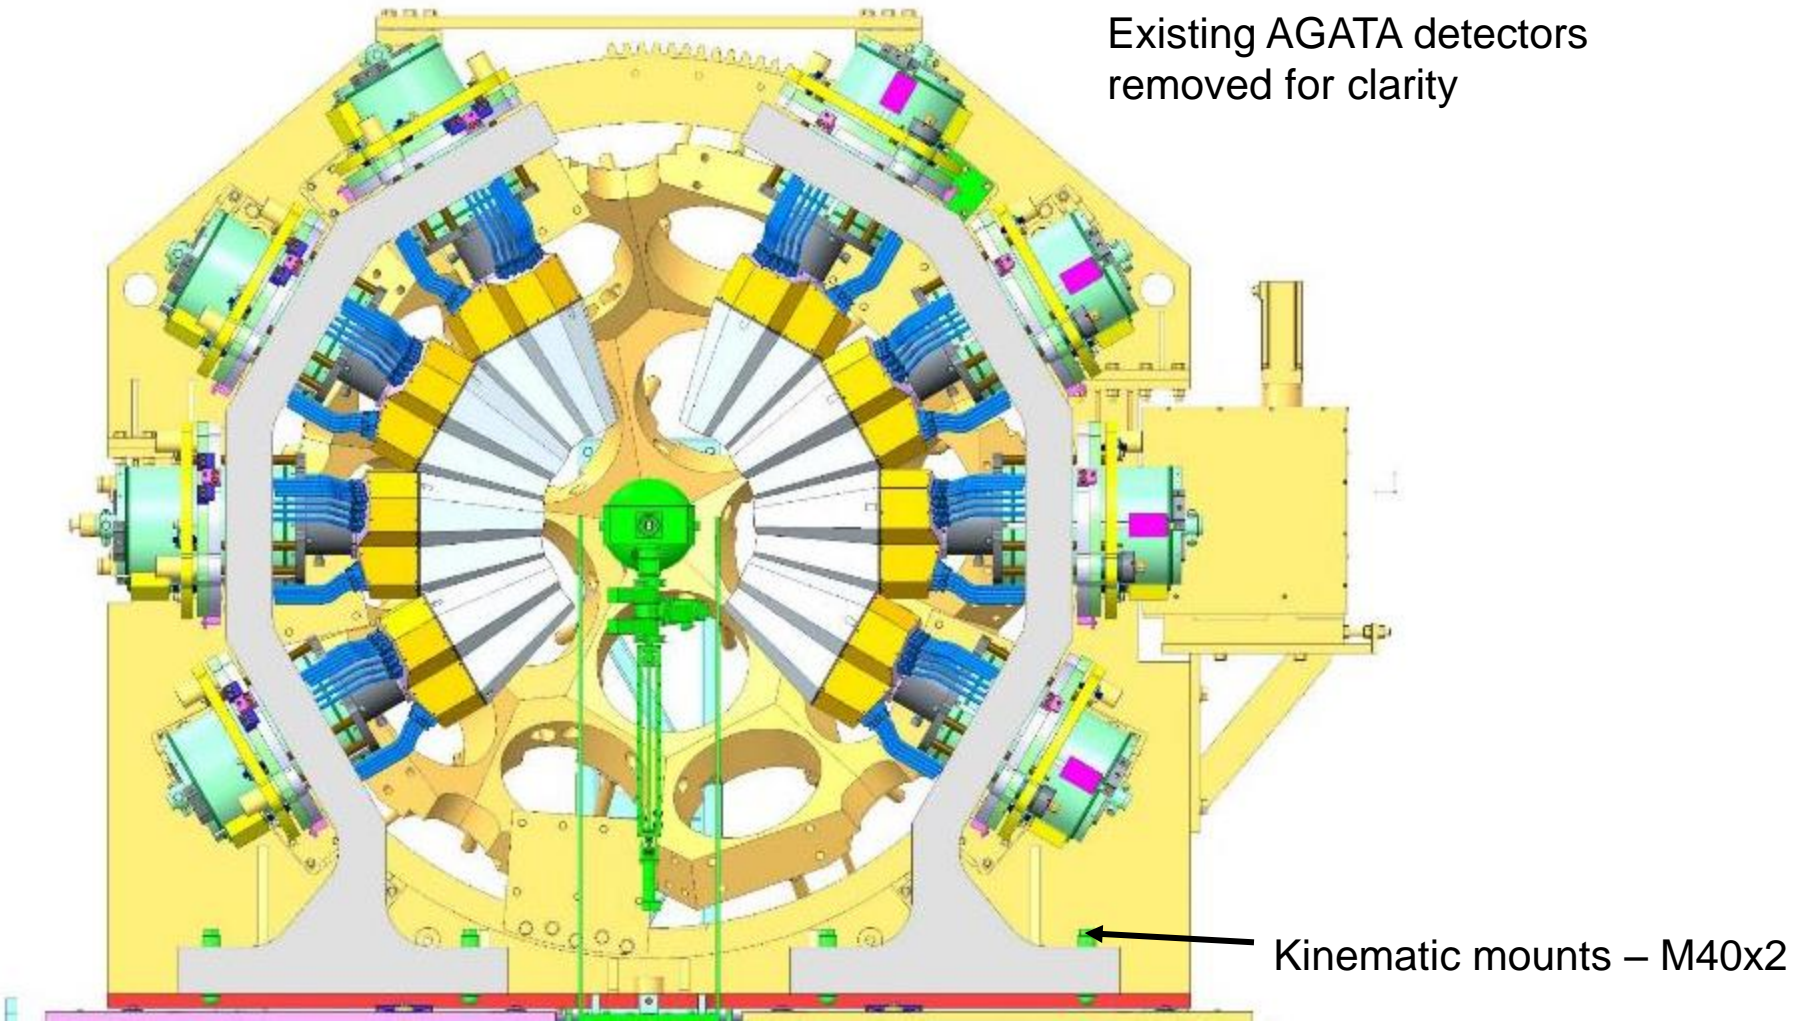 Existing AGATA detectors
removed for clarity
Kinematic mounts – M40x2